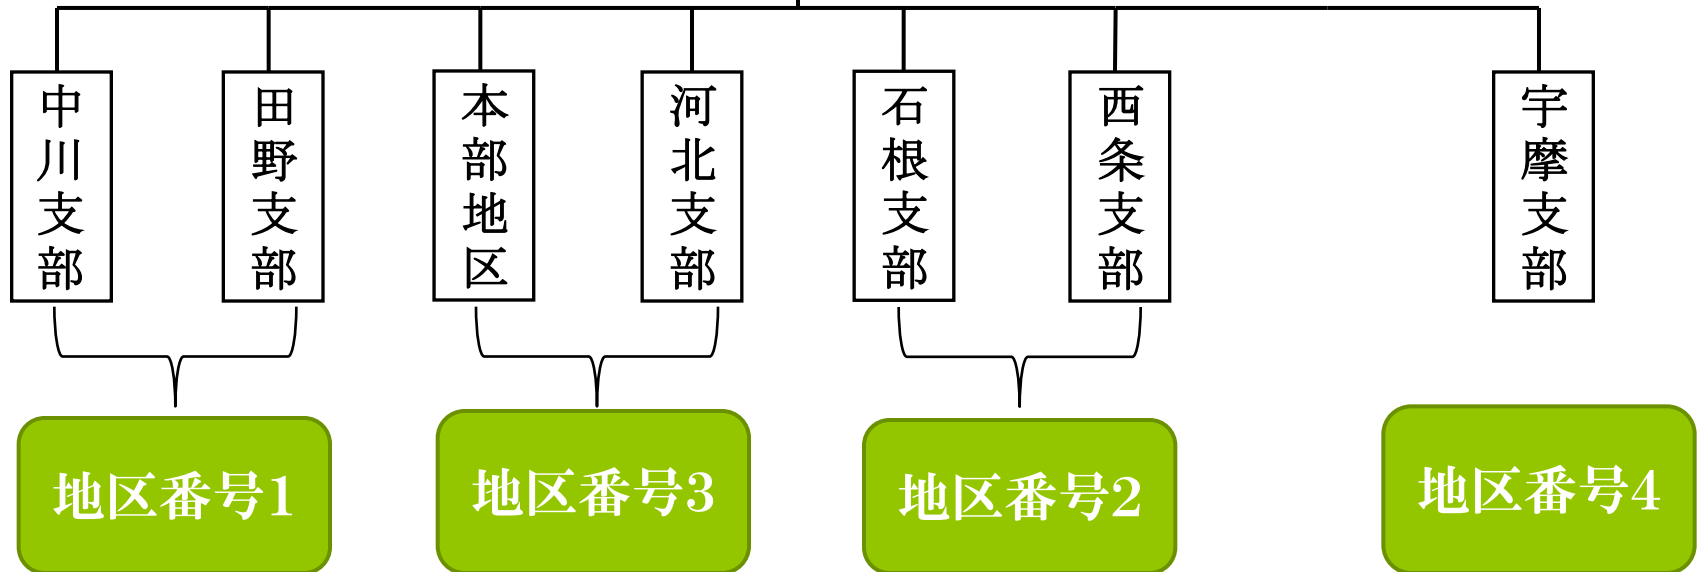 中川支部
田野支部
本部地区
河北支部
石根支部
西条支部
宇摩支部
地区番号1
地区番号3
地区番号2
地区番号4